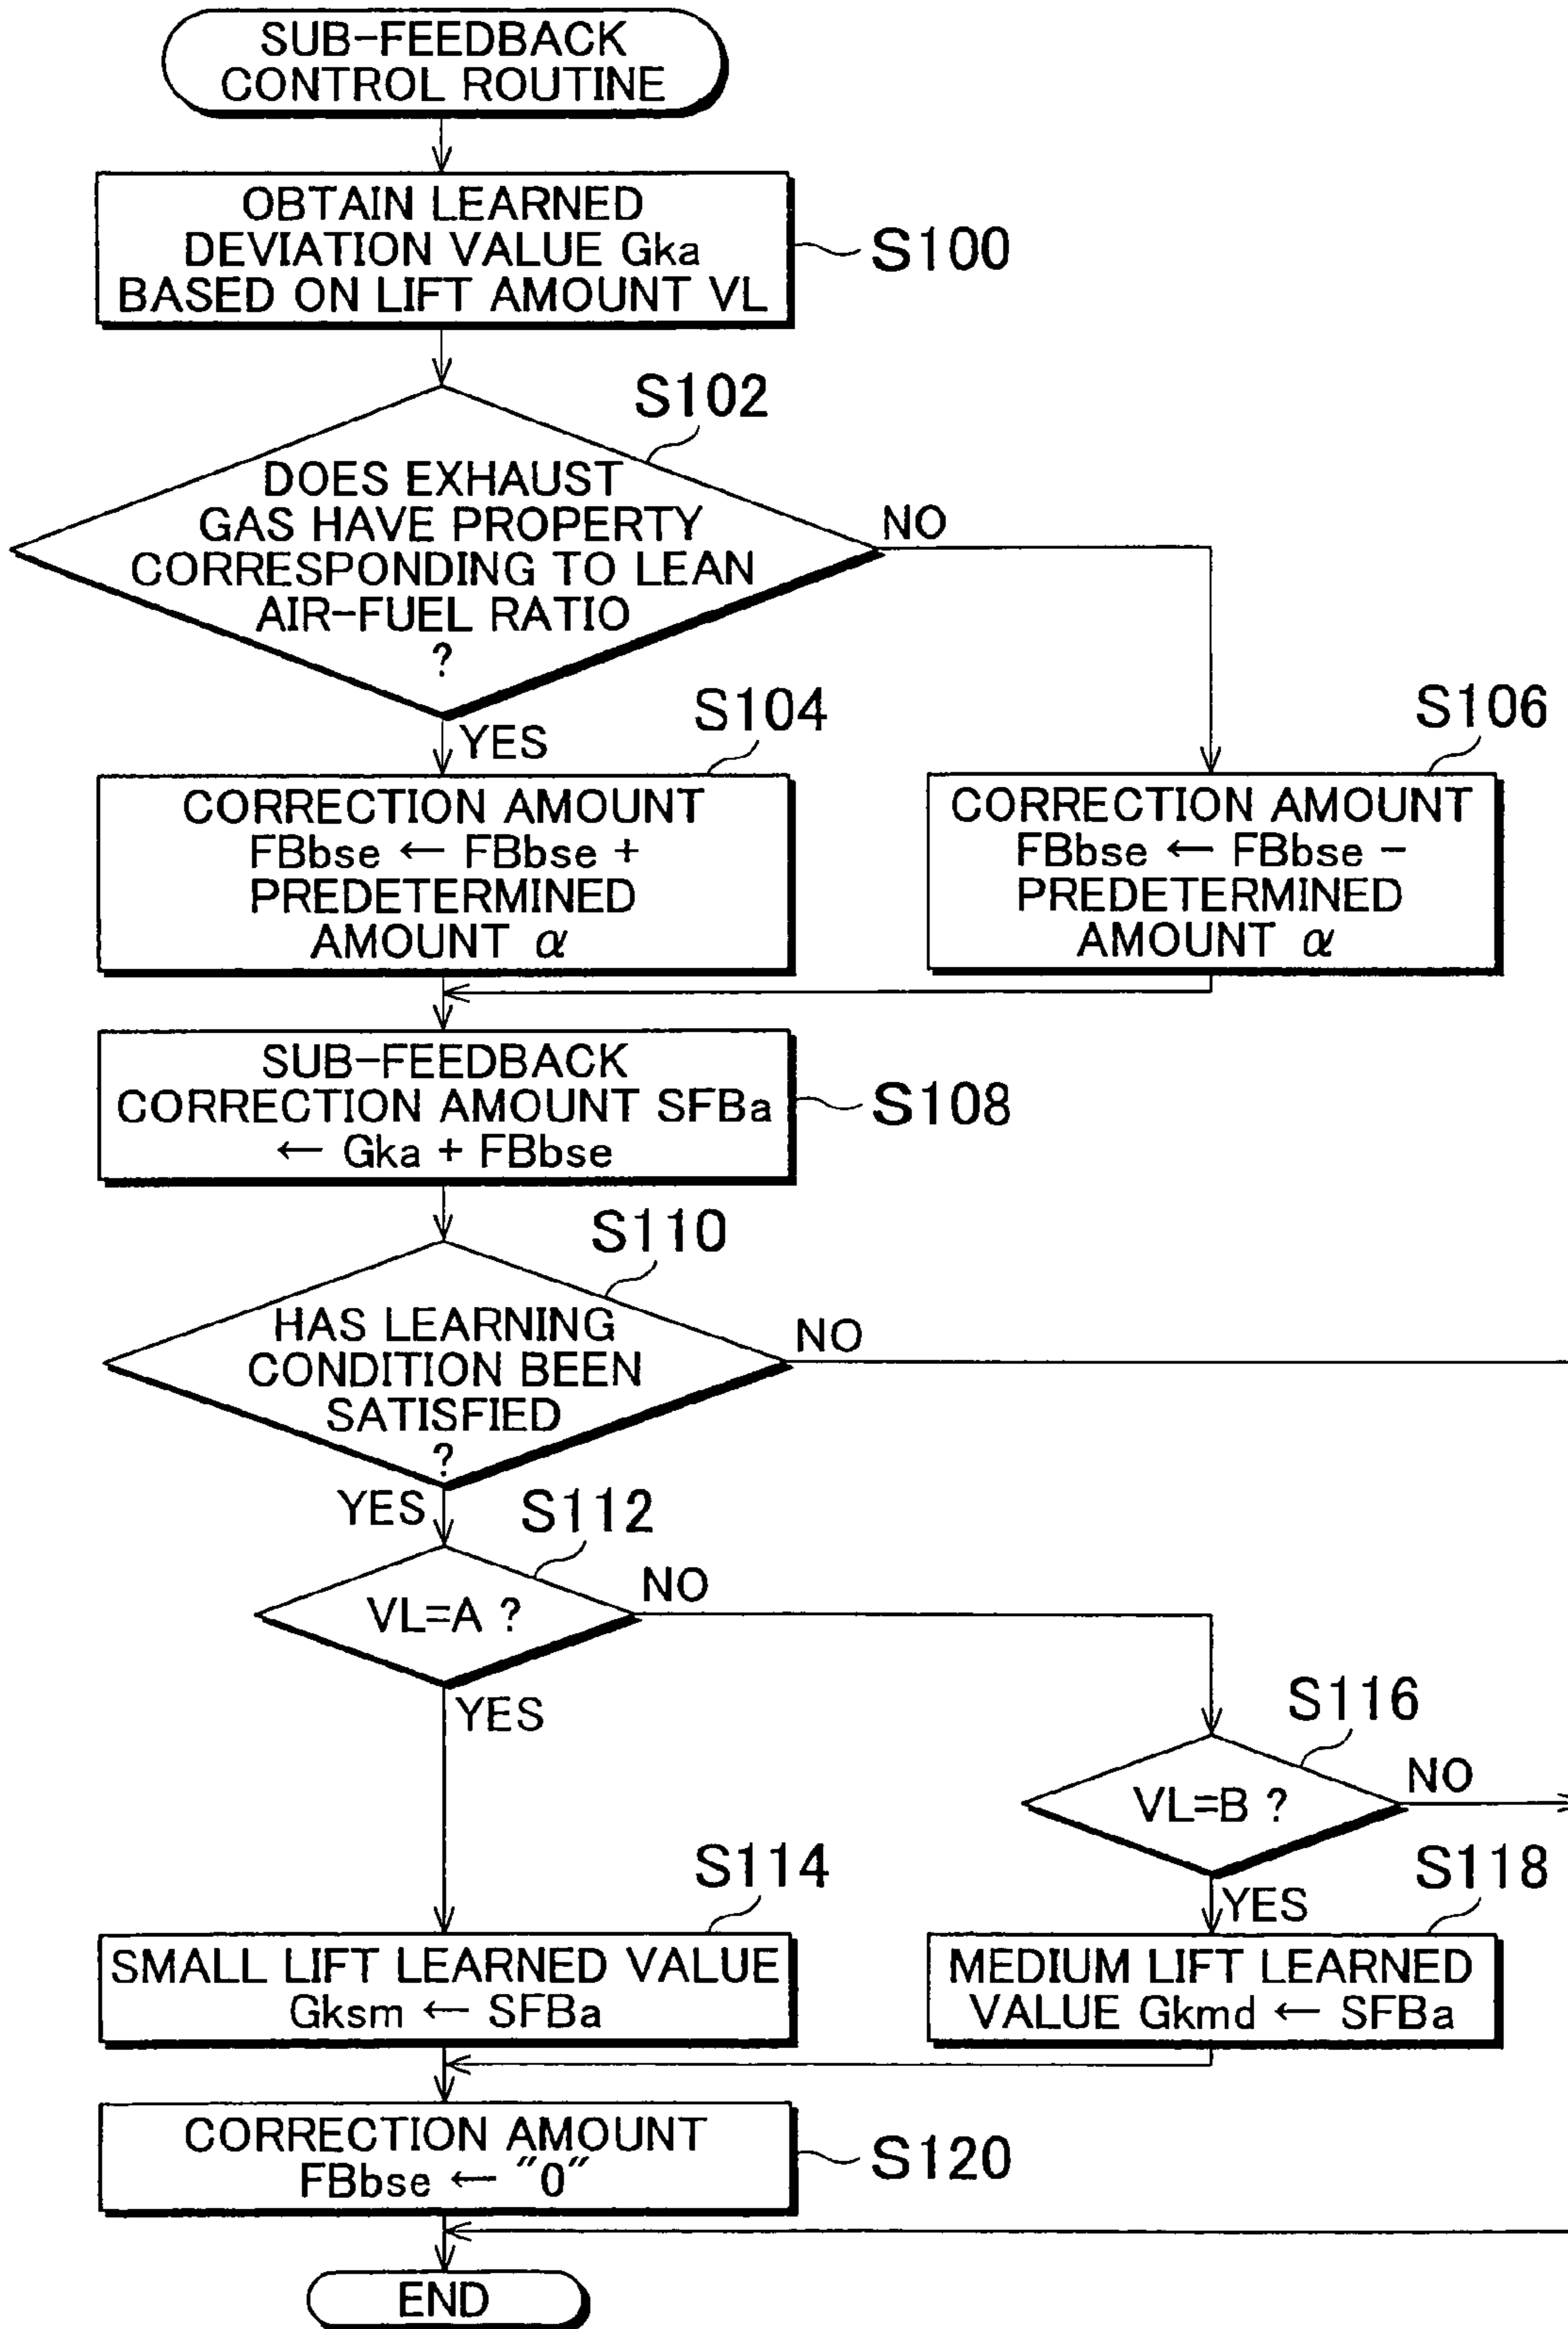 SUB-FEEDBACK
CONTROL ROUTINE
OBTAIN LEARNED
DEVIATION VALUE Gka
BASED ON LIFT AMOUNT VL
S100
S102
DOES EXHAUST
GAS HAVE PROPERTY
CORRESPONDING TO LEAN
AIR-FUEL RATIO
?
NO
YES
S104
CORRECTION AMOUNT
FBbse ← FBbse +
PREDETERMINED
AMOUNT α
S106
CORRECTION AMOUNT
FBbse ← FBbse −
PREDETERMINED
AMOUNT α
SUB-FEEDBACK
CORRECTION AMOUNT SFBa
← Gka + FBbse
S108
S110
HAS LEARNING
CONDITION BEEN
SATISFIED
?
NO
YES
S112
VL=A ?
NO
YES
S116
VL=B ?
NO
YES
S114
SMALL LIFT LEARNED VALUE
Gksm ← SFBa
S118
MEDIUM LIFT LEARNED
VALUE Gkmd ← SFBa
CORRECTION AMOUNT
FBbse ← "0"
S120
END